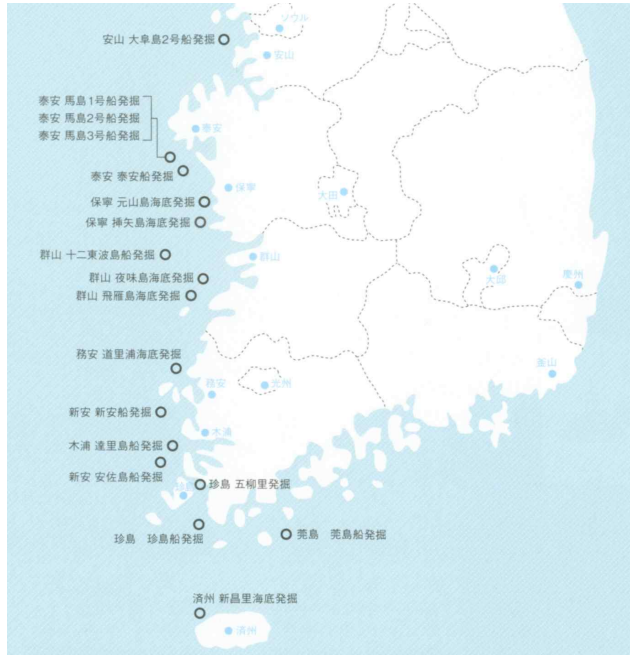 ソウル
安山 大阜島2号船発掘
安山
泰安 馬島1号船発掘
泰安 馬島2号船発掘
泰安 馬島3号船発掘
泰安
泰安 泰安船発掘
保寧
大田
保寧 元山島海底発掘
保寧 挿矢島海底発掘
群山 十二東波島船発掘
群山
群山 夜味島海底発掘
大邱
慶州
群山 飛雁島海底発掘
務安 道里浦海底発掘
釜山
務安
光州
新安 新安船発掘
木浦
木浦 達里島船発掘
新安 安佐島船発掘
珍島 五柳里発掘
珍島 珍島船発掘
莞島 莞島船発掘
済州 新昌里海底発掘
済州